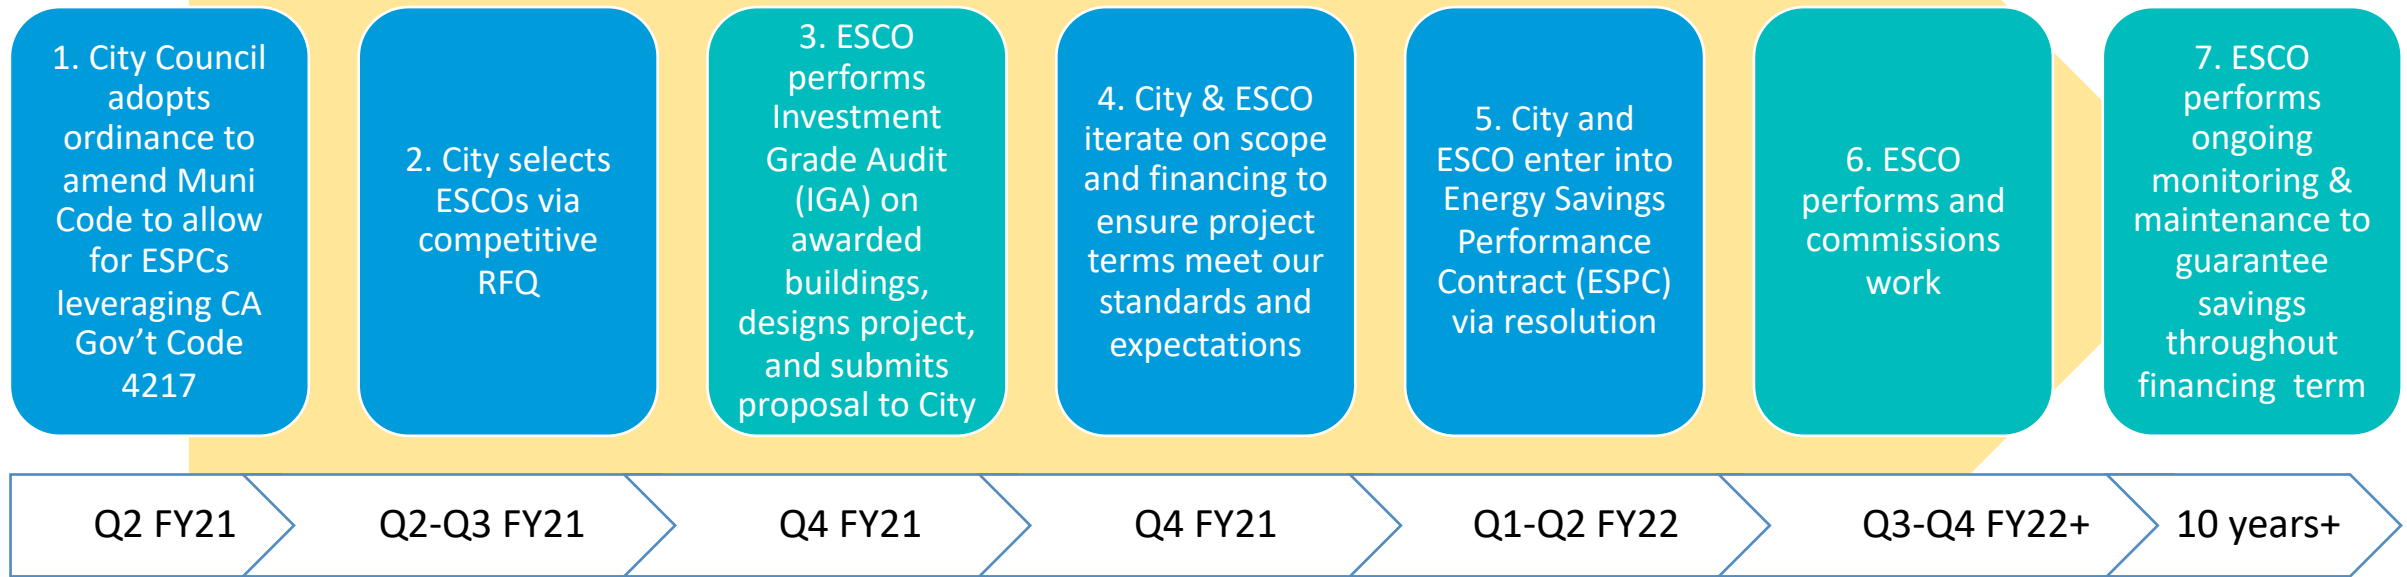 1. City Council
adopts
ordinance to
amend Muni
Code to allow
for ESPCs
leveraging CA
Gov’t Code
4217
2. City selects
ESCOs via
competitive
RFQ
3. ESCO
performs
Investment
Grade Audit
(IGA) on
awarded
buildings,
designs project,
and submits
proposal to City
4. City & ESCO
iterate on scope
and financing to
ensure project
terms meet our
standards and
expectations
5. City and
ESCO enter into
Energy Savings
Performance
Contract (ESPC)
via resolution
6. ESCO
performs and
commissions
work
7. ESCO
performs
ongoing
monitoring &
maintenance to
guarantee
savings
throughout
financing term
Q2 FY21
Q2-Q3 FY21
Q4 FY21
Q4 FY21
Q1-Q2 FY22
Q3-Q4 FY22+
10 years+